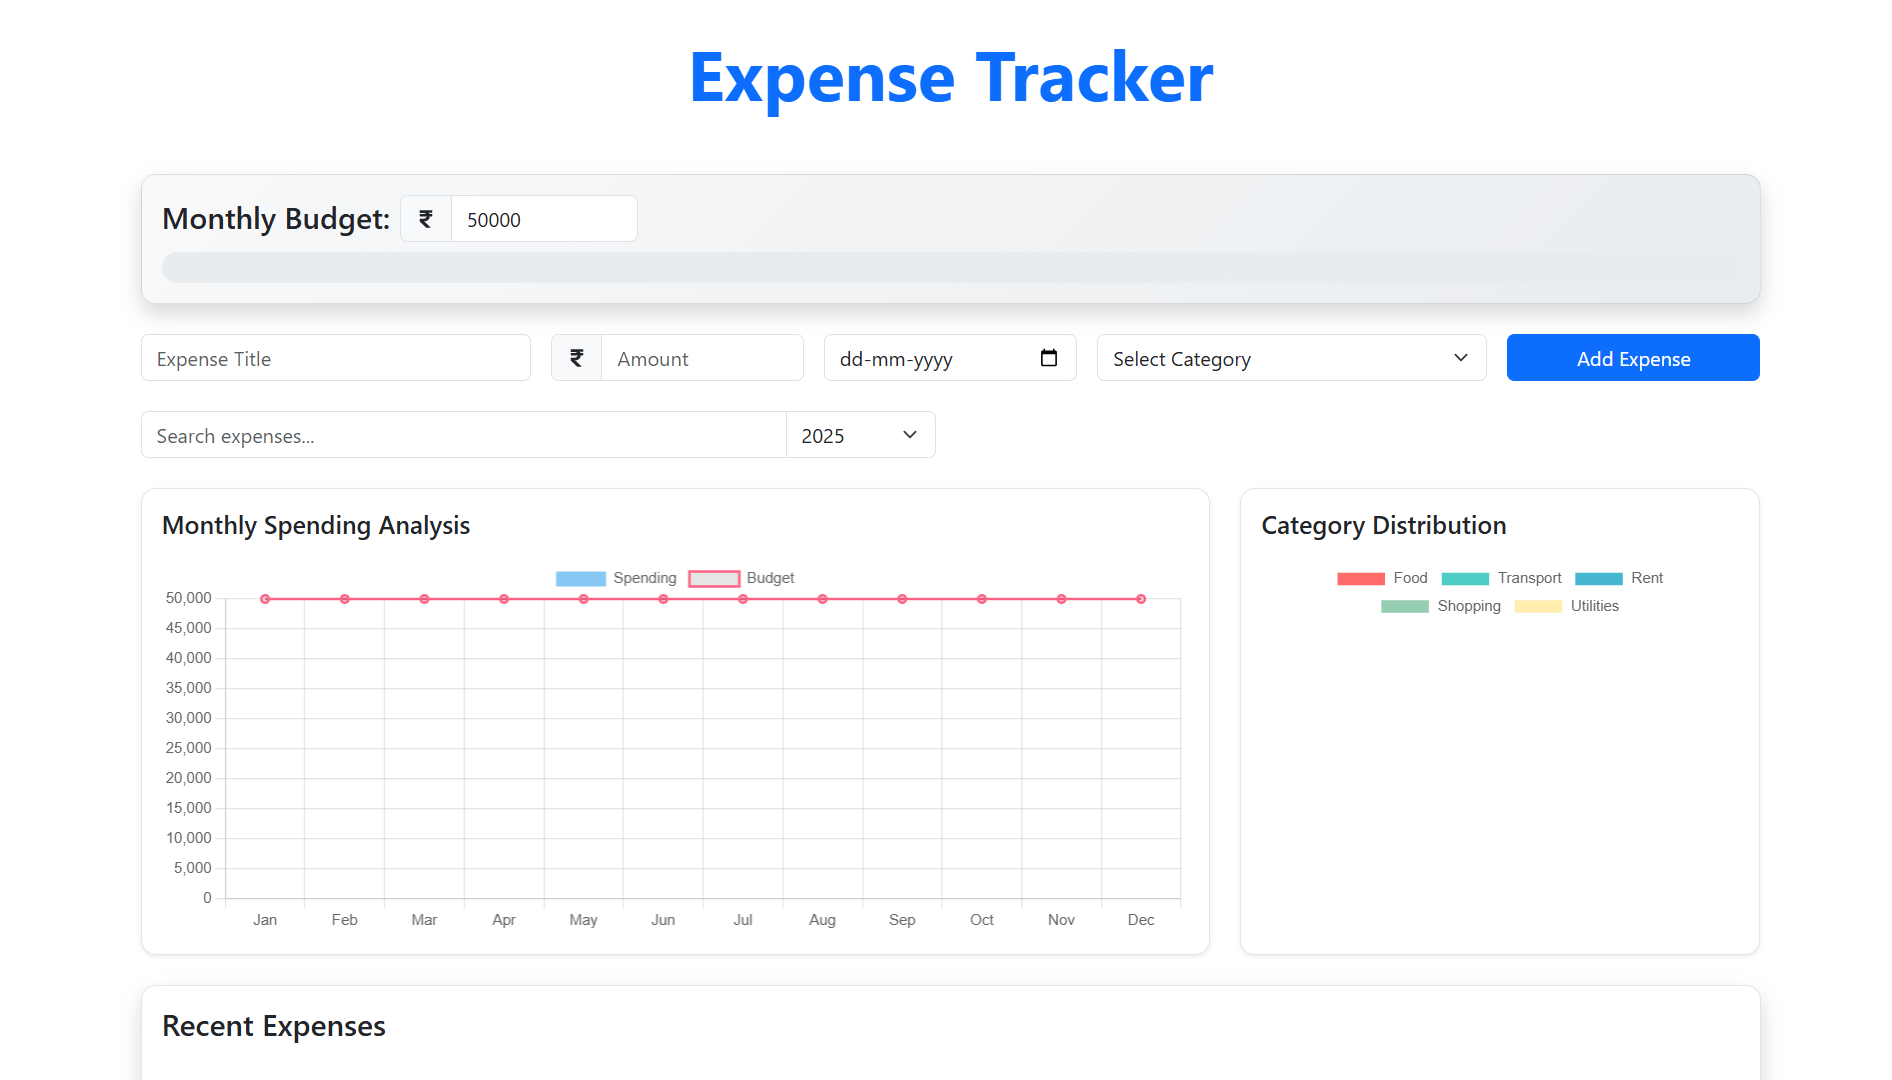 Expense Tracker
Monthly Budget: ₹ 50000
Expense Title ₹ Amount dd-mm-yyyy Select Category Add Expense
Search expenses... 2025
Monthly Spending Analysis
Spending Budget
50,000
45,000
40,000
35,000
30,000
25,000
20,000
15,000
10,000
5,000
0
Jan Feb Mar Apr May Jun Jul Aug Sep Oct Nov Dec
Category Distribution
Food Transport Rent
Shopping Utilities
Recent Expenses